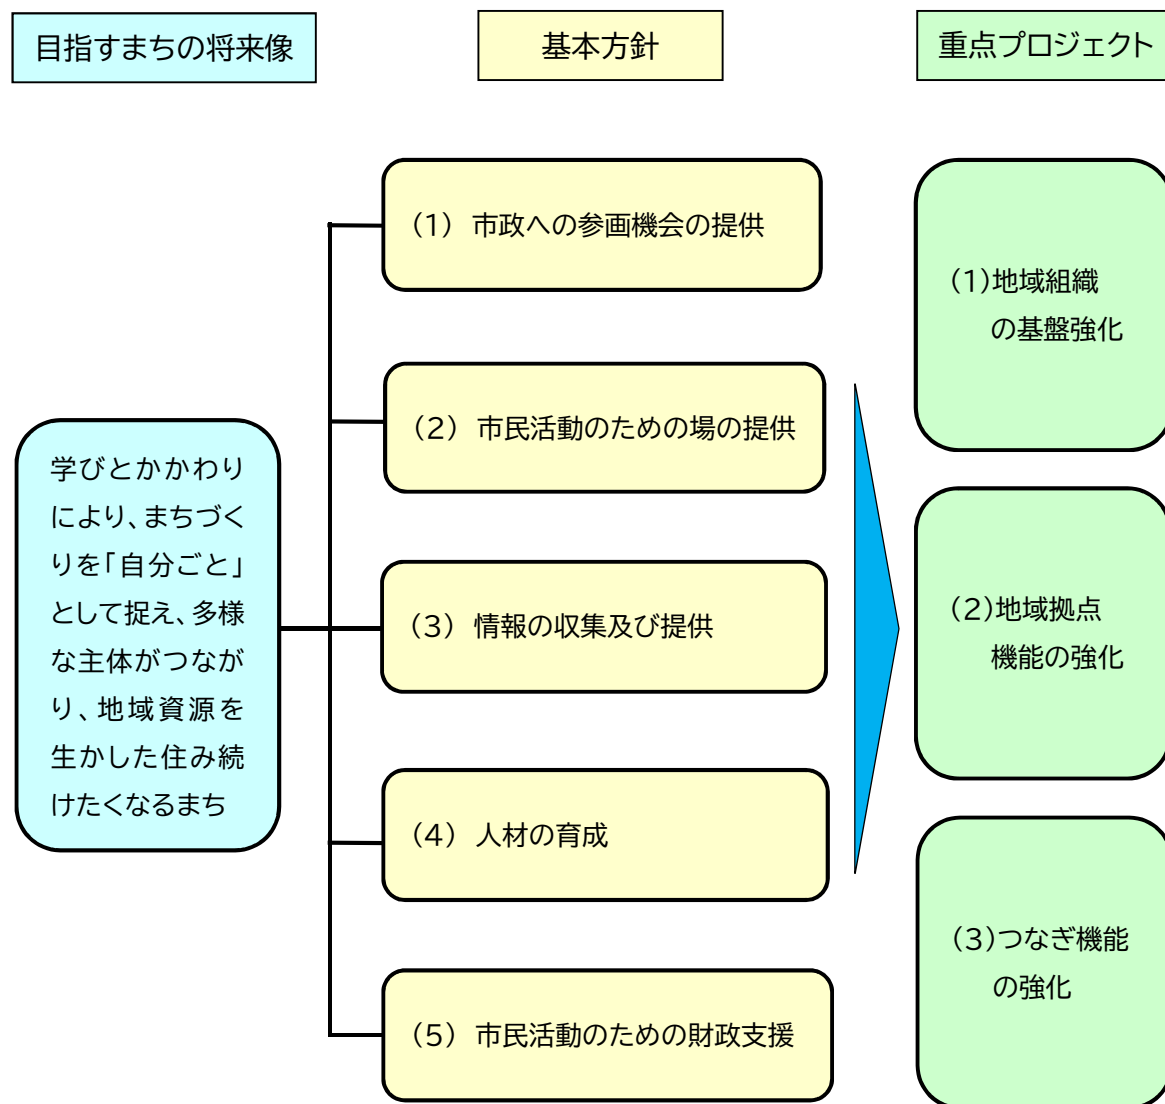 目指すまちの将来像
基本方針
重点プロジェクト
学びとかかわり
により、まちづく
りを「自分ごと」
として捉え、多様
な主体がつなが
り、地域資源を
生かした住み続
けたくなるまち
(1) 市政への参画機会の提供
(2) 市民活動のための場の提供
(3) 情報の収集及び提供
(4) 人材の育成
(5) 市民活動のための財政支援
(1)地域組織
の基盤強化
(2)地域拠点
機能の強化
(3)つなぎ機能
の強化